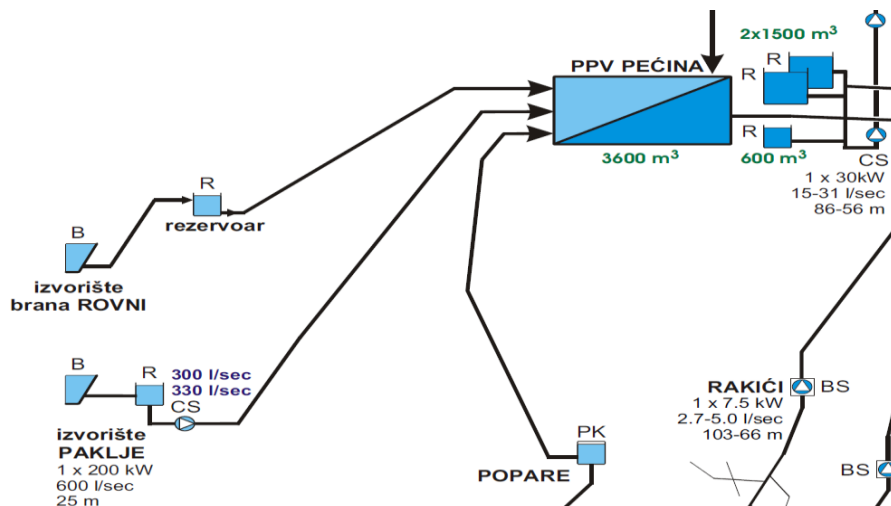 2x1500 m³
PPV PEĆINA
R
R
3600 m³
R
600 m³
CS
1 x 30kW
15-31 l/sec
86-56 m
R
rezervoar
B
izvorište
brana ROVNI
B
R
300 l/sec
330 l/sec
CS
izvorište
PAKLJE
1 x 200 kW
600 l/sec
25 m
PK
POPARE
RAKIĆI
BS
1 x 7.5 kW
2.7-5.0 l/sec
103-66 m
BS